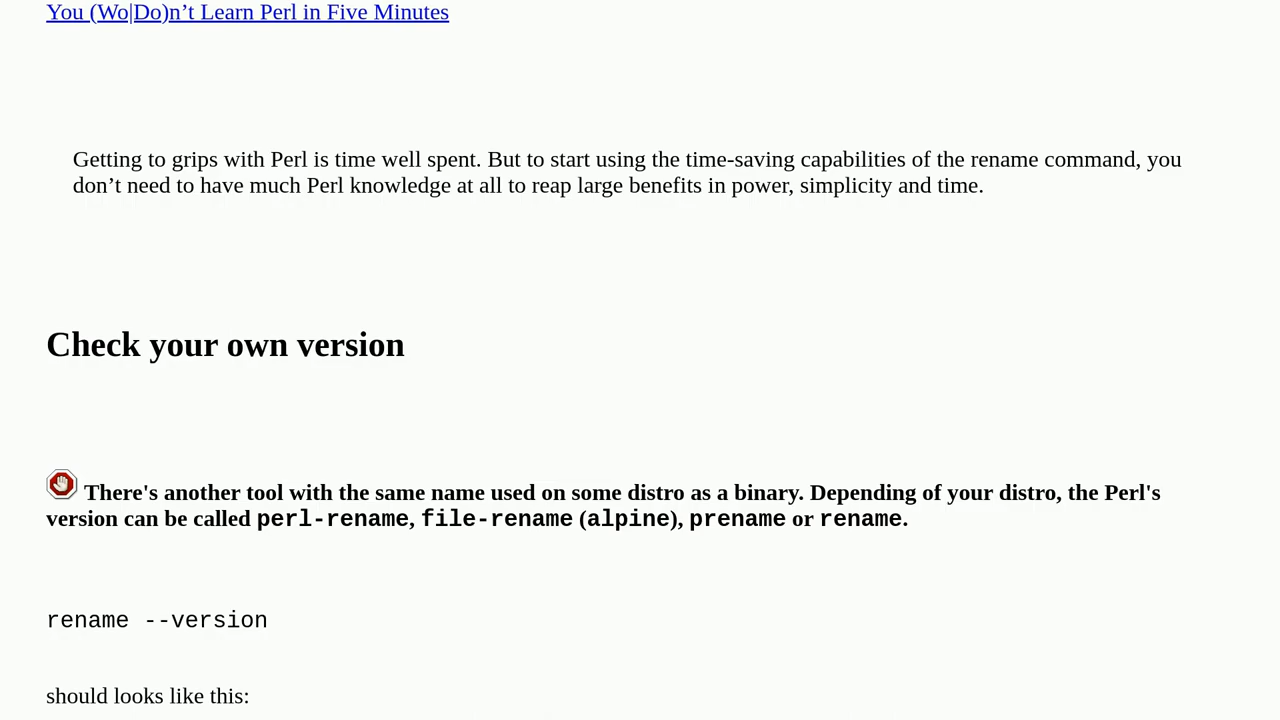 You (Wo|Do)n’t Learn Perl in Five Minutes
Getting to grips with Perl is time well spent. But to start using the time-saving capabilities of the rename command, you
don’t need to have much Perl knowledge at all to reap large benefits in power, simplicity and time.
Check your own version
There's another tool with the same name used on some distro as a binary. Depending of your distro, the Perl's
version can be called perl-rename, file-rename (alpine), prename or rename.
rename --version
should looks like this: